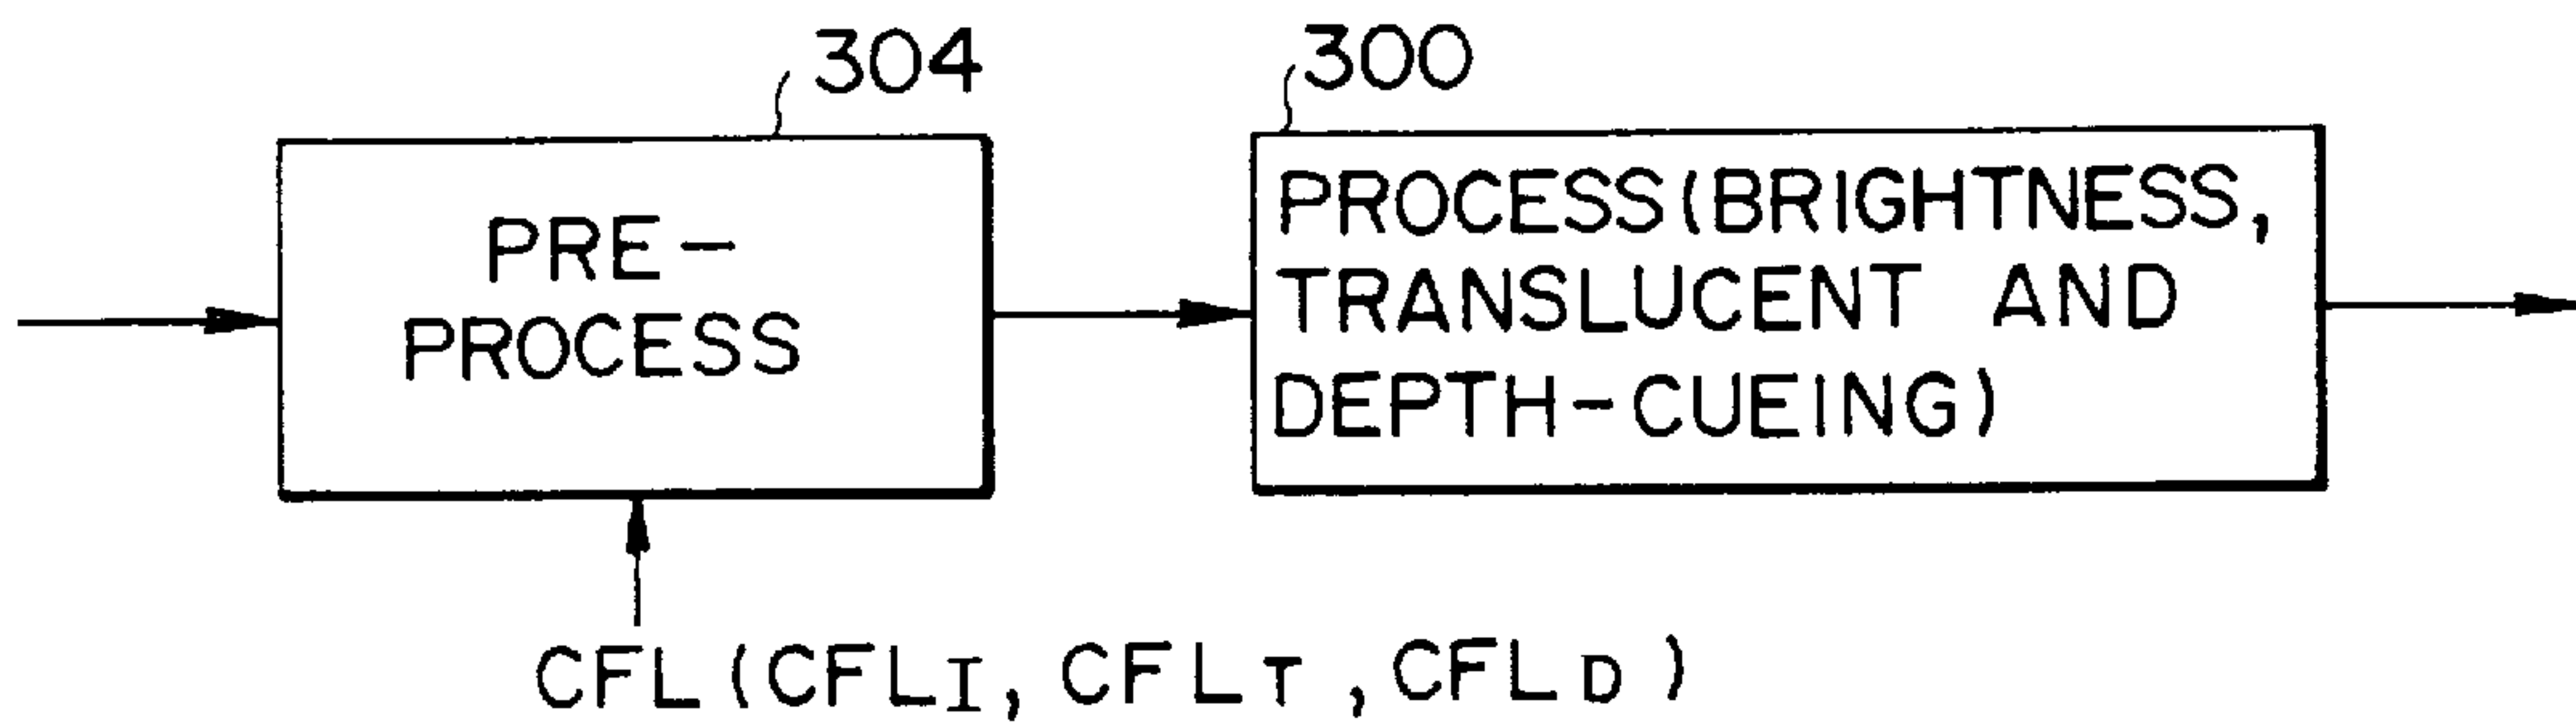 304
300
PRE-
PROCESS
PROCESS(BRIGHTNESS,
TRANSLUCENT AND
DEPTH-CUEING)
CFL(CFLI, CFLT, CFLD)